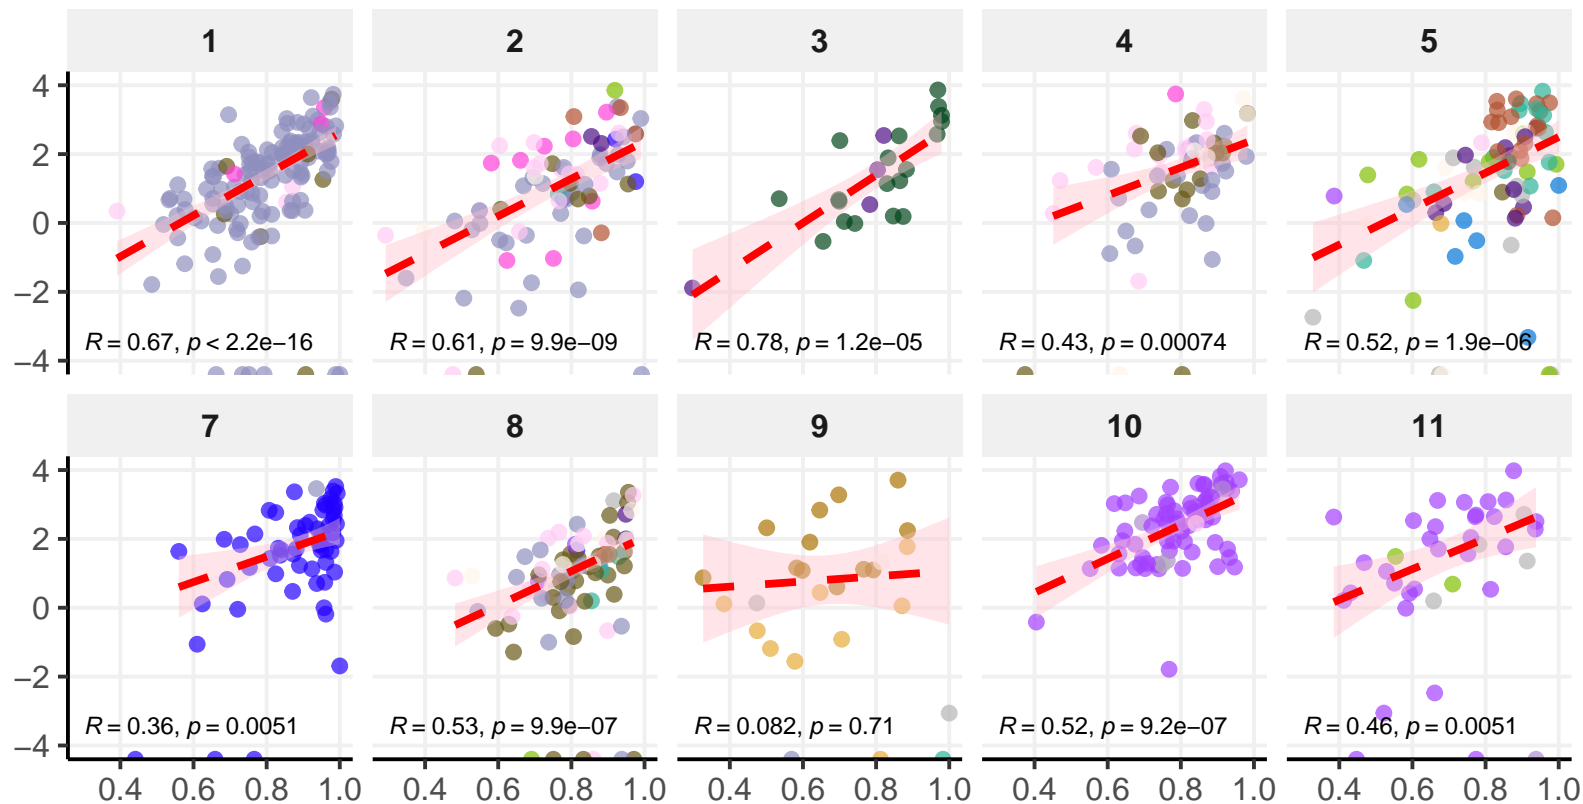 1 2 3 4 5
4
2
0
−2
−4
R = 0.67, p < 2.2e−16 R = 0.61, p = 9.9e−09 R = 0.78, p = 1.2e−05 R = 0.43, p = 0.00074 R = 0.52, p = 1.9e−06
7 8 9 10 11
4
2
0
−2
−4
R = 0.36, p = 0.0051 R = 0.53, p = 9.9e−07 R = 0.082, p = 0.71 R = 0.52, p = 9.2e−07 R = 0.46, p = 0.0051
0.4 0.6 0.8 1.0 0.4 0.6 0.8 1.0 0.4 0.6 0.8 1.0 0.4 0.6 0.8 1.0 0.4 0.6 0.8 1.0